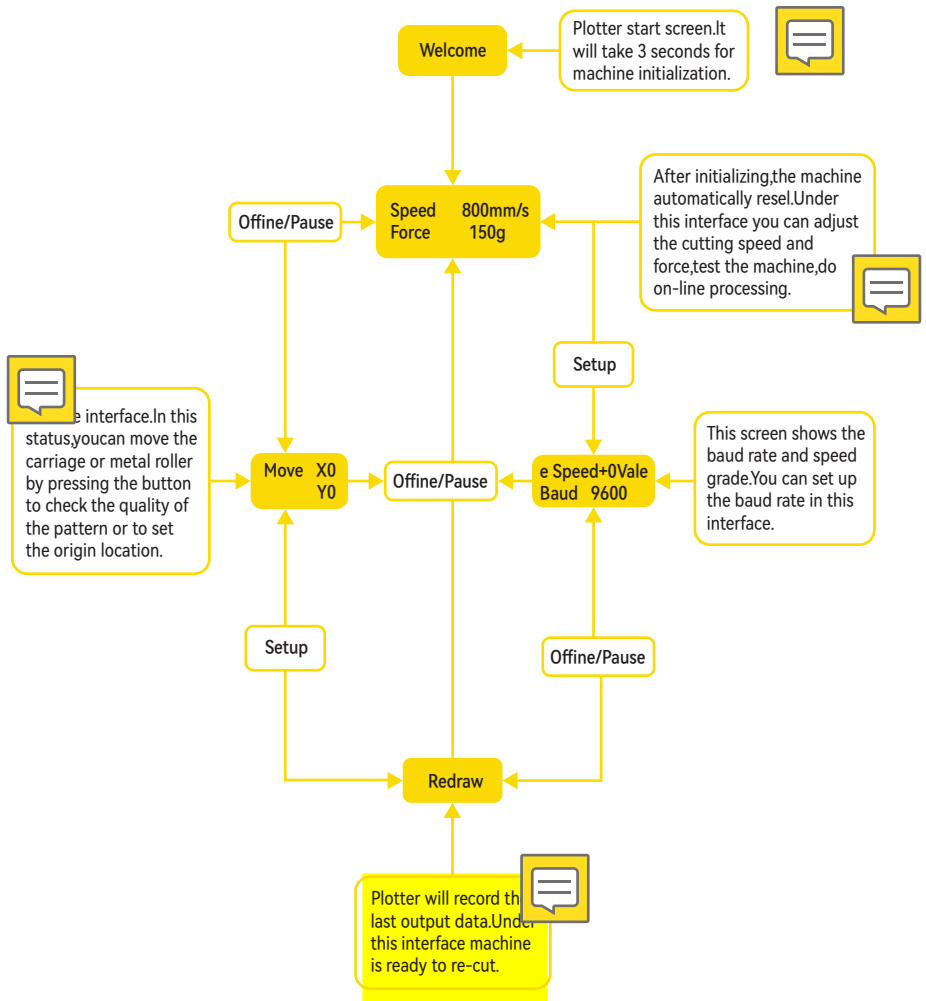 Welcome
Plotter start screen.It
will take 3 seconds for
machine initialization.
Offine/Pause
Speed 800mm/s
Force 150g
After initializing,the machine
automatically resel.Under
this interface you can adjust
the cutting speed and
force,test the machine,do
on-line processing.
Setup
interface.In this
status,youcan move the
carriage or metal roller
by pressing the button
to check the quality of
the pattern or to set
the origin location.
Move X0
Y0
Offine/Pause
e Speed+0Vale
Baud 9600
This screen shows the
baud rate and speed
grade.You can set up
the baud rate in this
interface.
Setup
Offine/Pause
Redraw
Plotter will record
last output data.Under
this interface machine
is ready to re-cut.